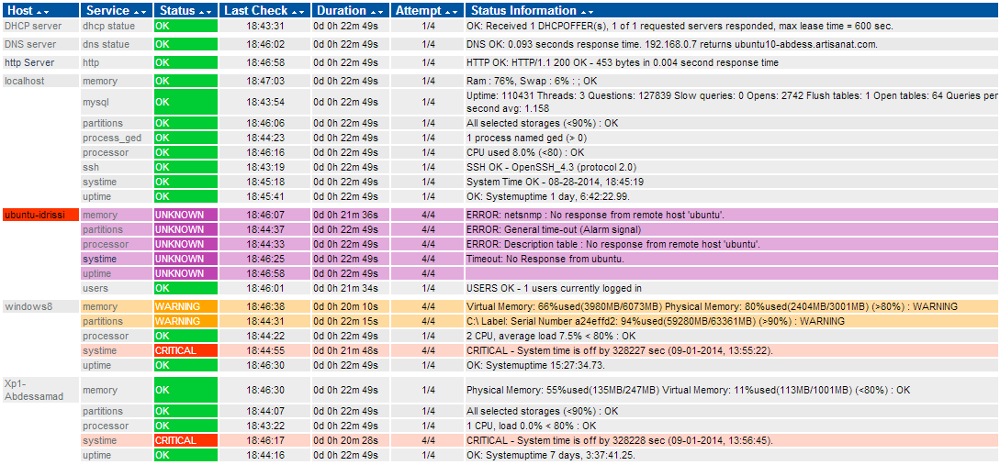 Host Service Status Last Check Duration Attempt Status Information
DHCP server dhcp statue OK 18:43:31 0d 0h 22m 49s 1/4 OK: Received 1 DHCPOFFER(s), 1 of 1 requested servers responded, max lease time = 600 sec.
DNS server dns statue OK 18:46:02 0d 0h 22m 49s 1/4 DNS OK: 0.093 seconds response time. 192.168.0.7 returns ubuntu10-abdess.artisanat.com.
http Server http OK 18:46:58 0d 0h 22m 49s 1/4 HTTP OK: HTTP/1.1 200 OK - 453 bytes in 0.004 second response time
localhost memory OK 18:47:03 0d 0h 22m 49s 1/4 Ram : 76%, Swap : 6% : ; OK
mysql OK 18:43:54 0d 0h 22m 49s 1/4 Uptime: 110431 Threads: 3 Questions: 127839 Slow queries: 0 Opens: 2742 Flush tables: 1 Open tables: 64 Queries per
second avg: 1.158
partitions OK 18:46:06 0d 0h 22m 49s 1/4 All selected storages (<90%) : OK
process_ged OK 18:44:23 0d 0h 22m 49s 1/4 1 process named ged (> 0)
processor OK 18:46:16 0d 0h 22m 49s 1/4 CPU used 8.0% (<80) : OK
ssh OK 18:43:19 0d 0h 22m 49s 1/4 SSH OK - OpenSSH_4.3 (protocol 2.0)
systime OK 18:45:18 0d 0h 22m 49s 1/4 System Time OK - 08-28-2014, 18:45:19
uptime OK 18:45:41 0d 0h 22m 49s 1/4 OK: Systemuptime 1 day, 6:42:22.99.
ubuntu-idrissi memory UNKNOWN 18:46:07 0d 0h 21m 36s 4/4 ERROR: netsnmp : No response from remote host 'ubuntu'.
partitions UNKNOWN 18:44:37 0d 0h 22m 49s 4/4 ERROR: General time-out (Alarm signal)
processor UNKNOWN 18:44:33 0d 0h 22m 49s 4/4 ERROR: Description table : No response from remote host 'ubuntu'.
systime UNKNOWN 18:46:25 0d 0h 22m 49s 4/4 Timeout: No Response from ubuntu.
uptime UNKNOWN 18:46:58 0d 0h 22m 49s 4/4
users OK 18:46:01 0d 0h 21m 34s 1/4 USERS OK - 1 users currently logged in
windows8 memory WARNING 18:46:38 0d 0h 20m 10s 4/4 Virtual Memory: 66%used(3980MB/6073MB) Physical Memory: 80%used(2404MB/3001MB) (>80%) : WARNING
partitions WARNING 18:44:31 0d 0h 22m 15s 4/4 C:\ Label: Serial Number a24effd2: 94%used(59280MB/63361MB) (>90%) : WARNING
processor OK 18:44:22 0d 0h 22m 49s 1/4 2 CPU, average load 7.5% < 80% : OK
systime CRITICAL 18:44:55 0d 0h 21m 48s 4/4 CRITICAL - System time is off by 328227 sec (09-01-2014, 13:55:22).
uptime OK 18:46:30 0d 0h 22m 49s 1/4 OK: Systemuptime 15:27:34.73.
Xp1-
Abdessamad memory OK 18:46:30 0d 0h 22m 49s 1/4 Physical Memory: 55%used(135MB/247MB) Virtual Memory: 11%used(113MB/1001MB) (<80%) : OK
partitions OK 18:44:07 0d 0h 22m 49s 1/4 All selected storages (<90%) : OK
processor OK 18:43:22 0d 0h 22m 49s 1/4 1 CPU, load 0.0% < 80% : OK
systime CRITICAL 18:46:17 0d 0h 20m 28s 4/4 CRITICAL - System time is off by 328228 sec (09-01-2014, 13:56:45).
uptime OK 18:44:16 0d 0h 22m 49s 1/4 OK: Systemuptime 7 days, 3:37:41.25.